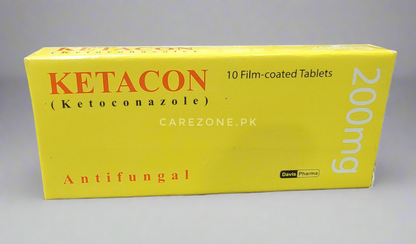 KETACON
(Ketoconazole)
10 Film-coated Tablets
200mg
CAREZONE.PK
Antifungal
Davis Pharma